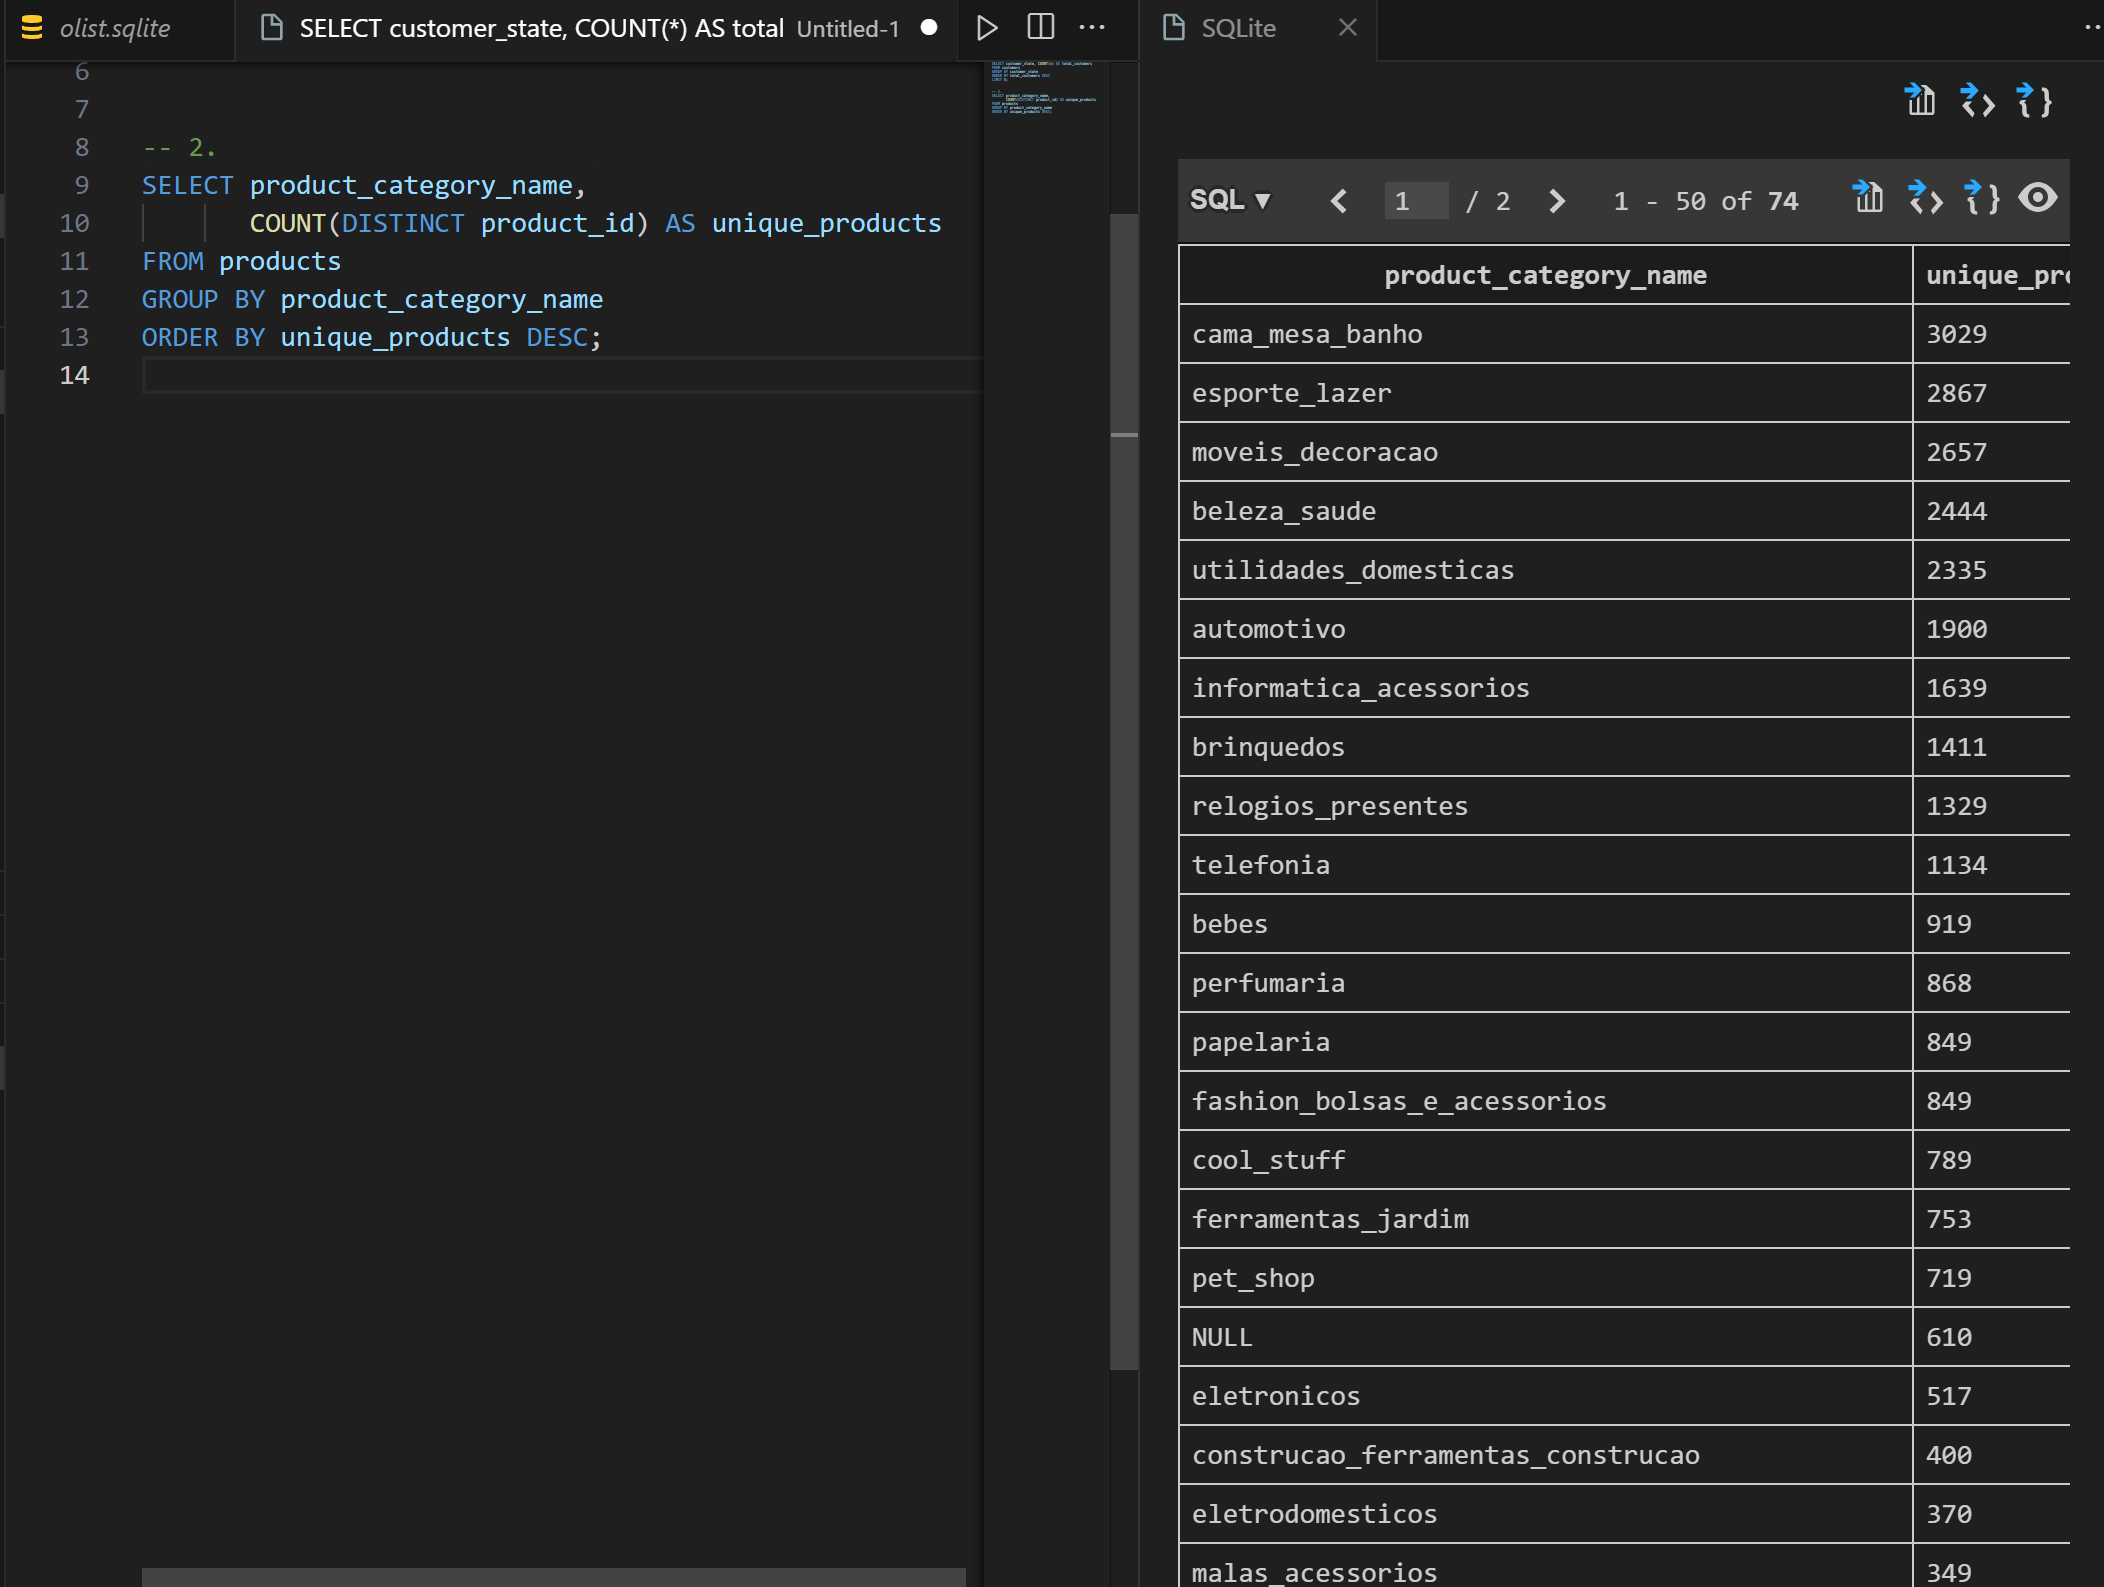 olist.sqlite
SELECT customer_state, COUNT(*) AS total Untitled-1
6
7
8 -- 2.
9 SELECT product_category_name,
10 COUNT(DISTINCT product_id) AS unique_products
11 FROM products
12 GROUP BY product_category_name
13 ORDER BY unique_products DESC;
14
SQLite
SQL ▼ 1 / 2 1 - 50 of 74
product_category_name unique_pro
cama_mesa_banho 3029
esporte_lazer 2867
moveis_decoracao 2657
beleza_saude 2444
utilidades_domesticas 2335
automotivo 1900
informatica_acessorios 1639
brinquedos 1411
relogios_presentes 1329
telefonia 1134
bebes 919
perfumaria 868
papelaria 849
fashion_bolsas_e_acessorios 849
cool_stuff 789
ferramentas_jardim 753
pet_shop 719
NULL 610
eletronicos 517
construcao_ferramentas_construcao 400
eletrodomesticos 370
malas_acessorios 349